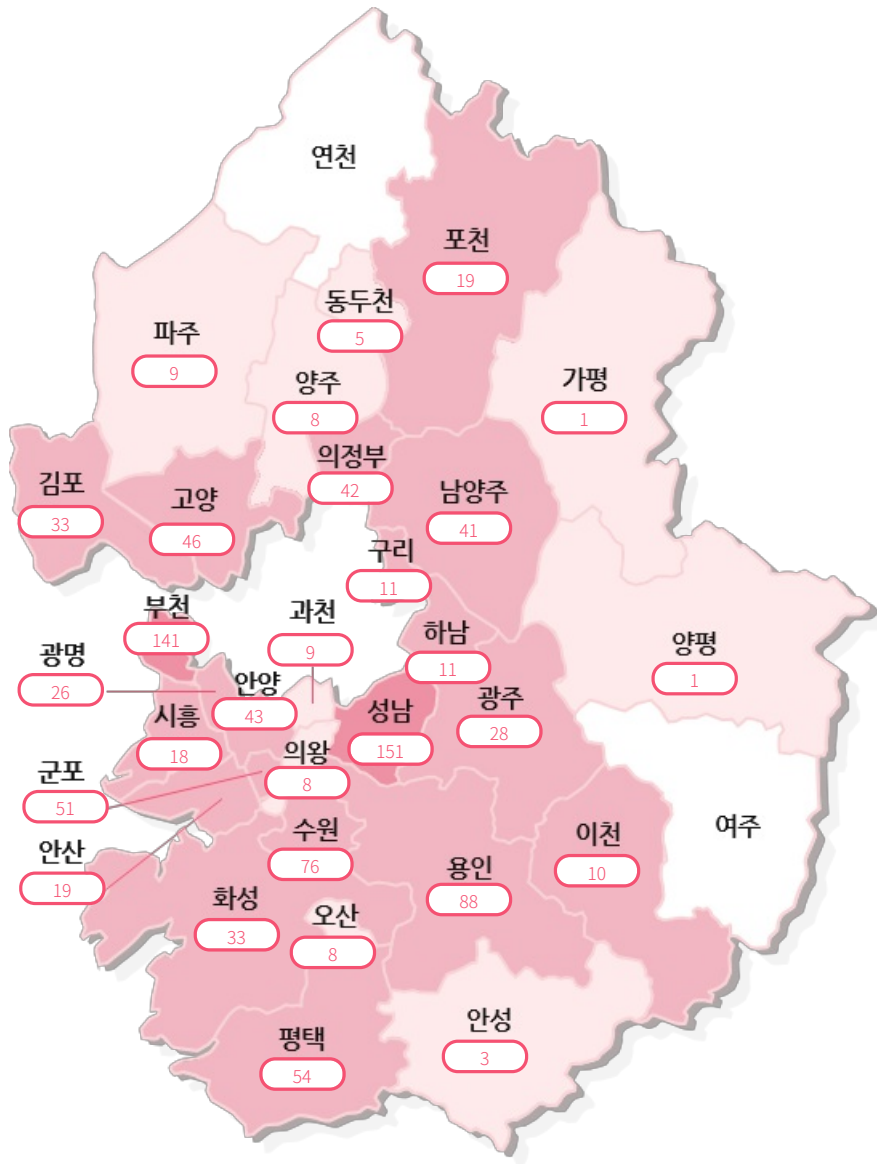 연천
포천
19
동두천
5
파주
9
양주
8
가평
1
의정부
42
김포
33
고양
46
남양주
41
구리
11
부천
141
과천
9
하남
11
양평
1
광명
26
안양
43
시흥
18
성남
151
광주
28
의왕
8
군포
51
수원
76
이천
10
여주
안산
19
용인
88
화성
33
오산
8
안성
3
평택
54